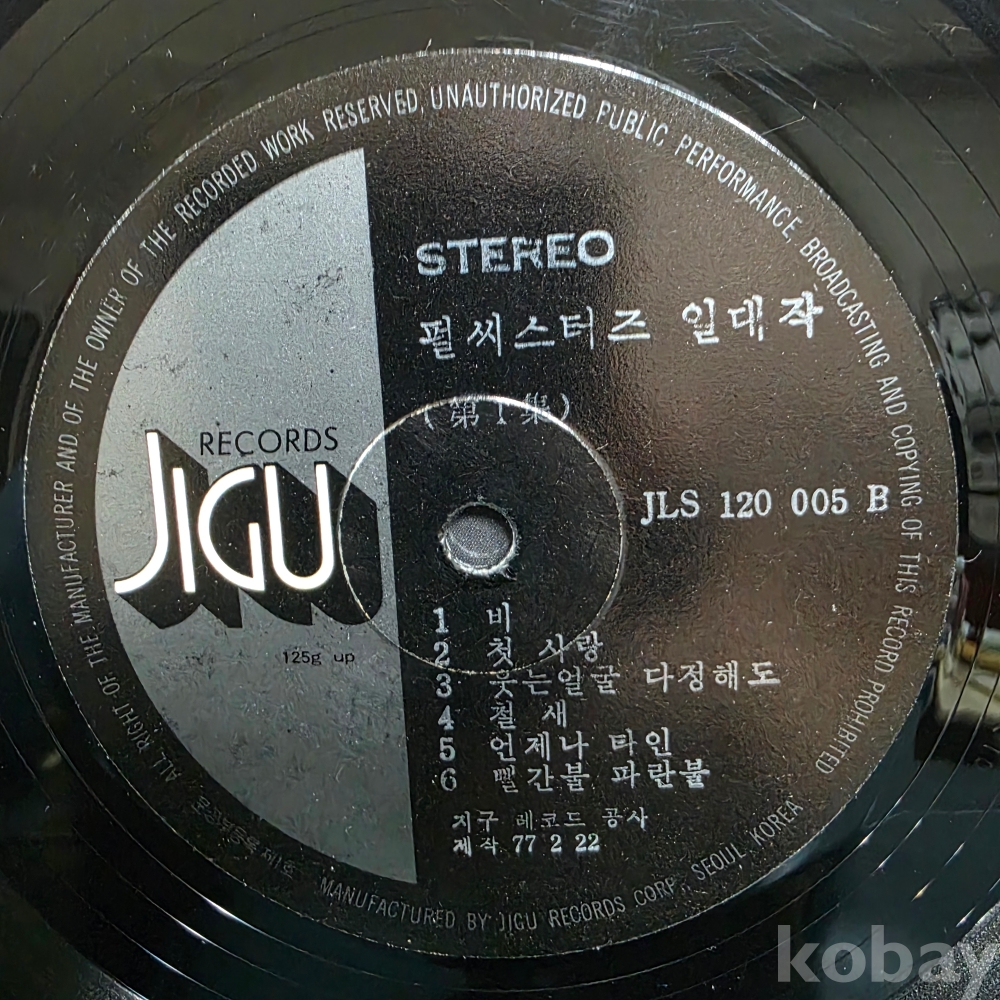 ALL RIGHT OF THE MANUFACTURER AND OF THE OWNER OF THE RECORDED WORK RESERVED, UNAUTHORIZED PUBLIC PERFORMANCE, BROADCASTING AND COPYING OF THIS RECORD PROHIBITED
STEREO
펄씨스터즈 일대작
(第1集)
RECORDS
JIGU
JLS 120 005 B
125g up
1 비
2 첫 사랑
3 웃는얼굴 다정해도
4 철 새
5 언제나 타인
6 빨간불 파란불
지구 레코드 공사
제작 77 2 22
MANUFACTURED BY JIGU RECORDS CORP., SEOUL KOREA
kobay